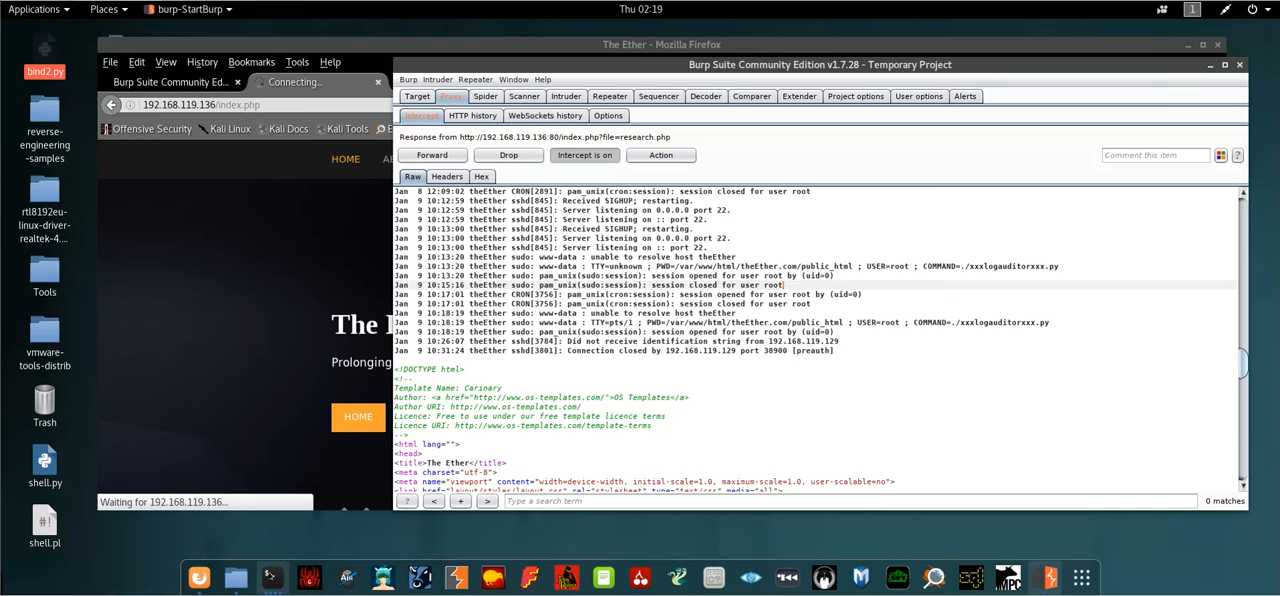 Applications Places burp-StartBurp Thu 02:19 1
bind2.py
reverse-
engineering
-samples
rtl8192eu-
linux-driver-
realtek-4....
Tools
vmware-
tools-distrib
Trash
shell.py
shell.pl
The Ether - Mozilla Firefox
File Edit View History Bookmarks Tools Help
Burp Suite Community Ed... Connecting...
192.168.119.136/index.php
Offensive Security Kali Linux Kali Docs Kali Tools
HOME
Prolonging
HOME
Waiting for 192.168.119.136...
Burp Suite Community Edition v1.7.28 - Temporary Project
Burp Intruder Repeater Window Help
Target Proxy Spider Scanner Intruder Repeater Sequencer Decoder Comparer Extender Project options User options Alerts
Intercept HTTP history WebSockets history Options
Response from http://192.168.119.136:80/index.php?file=research.php
Forward Drop Intercept is on Action Comment this item ?
Raw Headers Hex
Jan 8 12:09:02 theEther CRON[2891]: pam_unix(cron:session): session closed for user root
Jan 9 10:12:59 theEther sshd[845]: Received SIGHUP; restarting.
Jan 9 10:12:59 theEther sshd[845]: Server listening on 0.0.0.0 port 22.
Jan 9 10:12:59 theEther sshd[845]: Server listening on :: port 22.
Jan 9 10:13:00 theEther sshd[845]: Received SIGHUP; restarting.
Jan 9 10:13:00 theEther sshd[845]: Server listening on 0.0.0.0 port 22.
Jan 9 10:13:00 theEther sshd[845]: Server listening on :: port 22.
Jan 9 10:13:20 theEther sudo: www-data : unable to resolve host theEther
Jan 9 10:13:20 theEther sudo: www-data : TTY=unknown ; PWD=/var/www/html/theEther.com/public_html ; USER=root ; COMMAND=./xxxlogauditorxxx.py
Jan 9 10:13:20 theEther sudo: pam_unix(sudo:session): session opened for user root by (uid=0)
Jan 9 10:15:16 theEther sudo: pam_unix(sudo:session): session closed for user root
Jan 9 10:17:01 theEther CRON[3756]: pam_unix(cron:session): session opened for user root by (uid=0)
Jan 9 10:17:01 theEther CRON[3756]: pam_unix(cron:session): session closed for user root
Jan 9 10:18:19 theEther sudo: www-data : unable to resolve host theEther
Jan 9 10:18:19 theEther sudo: www-data : TTY=pts/1 ; PWD=/var/www/html/theEther.com/public_html ; USER=root ; COMMAND=./xxxlogauditorxxx.py
Jan 9 10:18:19 theEther sudo: pam_unix(sudo:session): session opened for user root by (uid=0)
Jan 9 10:26:07 theEther sshd[3784]: Did not receive identification string from 192.168.119.129
Jan 9 10:31:24 theEther sshd[3801]: Connection closed by 192.168.119.129 port 38900 [preauth]
<!DOCTYPE html>
<!--
Template Name: Carinary
Author: <a href="http://www.os-templates.com/">OS Templates</a>
Author URI: http://www.os-templates.com/
Licence: Free to use under our free template licence terms
Licence URI: http://www.os-templates.com/template-terms
-->
<html lang="">
<head>
<title>The Ether</title>
<meta charset="utf-8">
<meta name="viewport" content="width=device-width, initial-scale=1.0, maximum-scale=1.0, user-scalable=no">
<link href="layout/styles/layout.css" rel="stylesheet" type="text/css" media="all">
? < + > Type a search term 0 matches